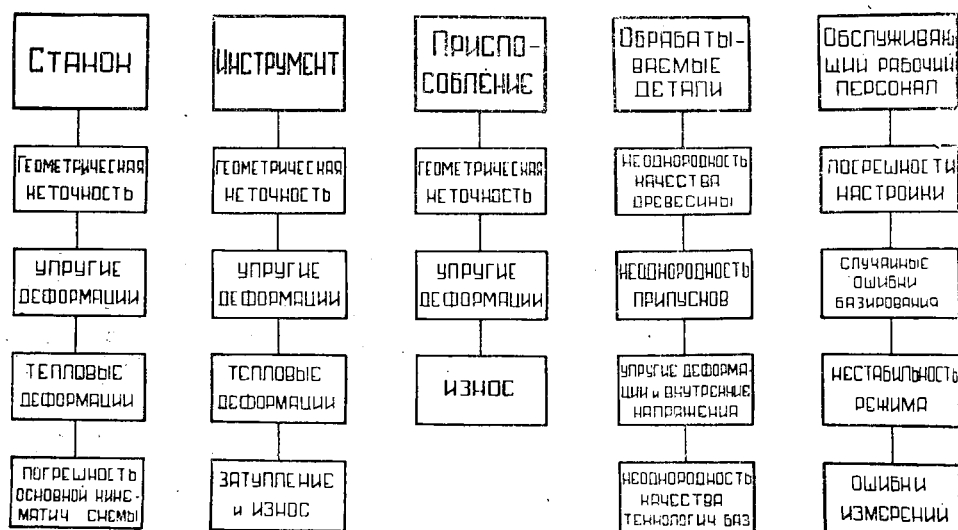 СТАНОК
ИНСТРУМЕНТ
ПРИСПО-
СОБЛЕНИЕ
ОБРАБАТЫ-
ВАЕМЫЕ
ДЕТАЛИ
ОБСЛУЖИВАЮ
ЩИЙ РАБОЧИЙ
ПЕРСОНАЛ
ГЕОМЕТРИЧЕСКАЯ
НЕТОЧНОСТЬ
ГЕОМЕТРИЧЕСКАЯ
НЕТОЧНОСТЬ
ГЕОМЕТРИЧЕСКАЯ
НЕТОЧНОСТЬ
НЕОДНОРОДНОСТЬ
КАЧЕСТВА
ДРЕВЕСИНЫ
ПОГРЕШНОСТИ
НАСТРОЙКИ
УПРУГИЕ
ДЕФОРМАЦИИ
УПРУГИЕ
ДЕФОРМАЦИИ
УПРУГИЕ
ДЕФОРМАЦИИ
НЕОДНОРОДНОСТЬ
ПРИПУСКОВ
СЛУЧАЙНЫЕ
ОШИБКИ
БАЗИРОВАНИЯ
ТЕПЛОВЫЕ
ДЕФОРМАЦИИ
ТЕПЛОВЫЕ
ДЕФОРМАЦИИ
ИЗНОС
УПРУГИЕ ДЕФОРМА-
ЦИИ и ВНУТРЕННИЕ
НАПРЯЖЕНИЯ
НЕСТАБИЛЬНОСТЬ
РЕЖИМА
ПОГРЕШНОСТЬ
ОСНОВНОЙ КИНЕ-
МАТИЧ СХЕМЫ
ЗАТУПЛЕНИЕ
и ИЗНОС
НЕОДНОРОДНОСТЬ
КАЧЕСТВА
ТЕХНОЛОГИЧ БАЗ
ОШИБКИ
ИЗМЕРЕНИЙ